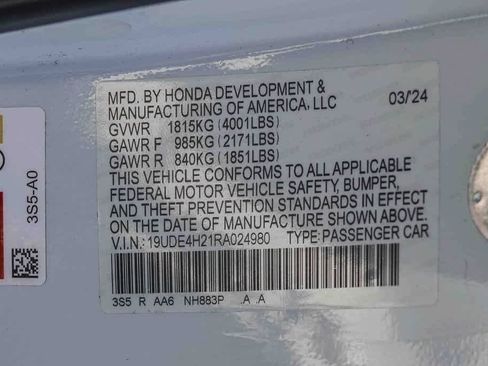 MFD. BY HONDA DEVELOPMENT &
MANUFACTURING OF AMERICA, LLC 03/24
GVWR 1815KG (4001LBS)
GAWR F 985KG (2171LBS)
GAWR R 840KG (1851LBS)
THIS VEHICLE CONFORMS TO ALL APPLICABLE
FEDERAL MOTOR VEHICLE SAFETY, BUMPER,
AND THEFT PREVENTION STANDARDS IN EFFECT
ON THE DATE OF MANUFACTURE SHOWN ABOVE.
V.I.N.: 19UDE4H21RA024980 TYPE: PASSENGER CAR
3S5 R AA6 NH883P .A .A
3S5-A0